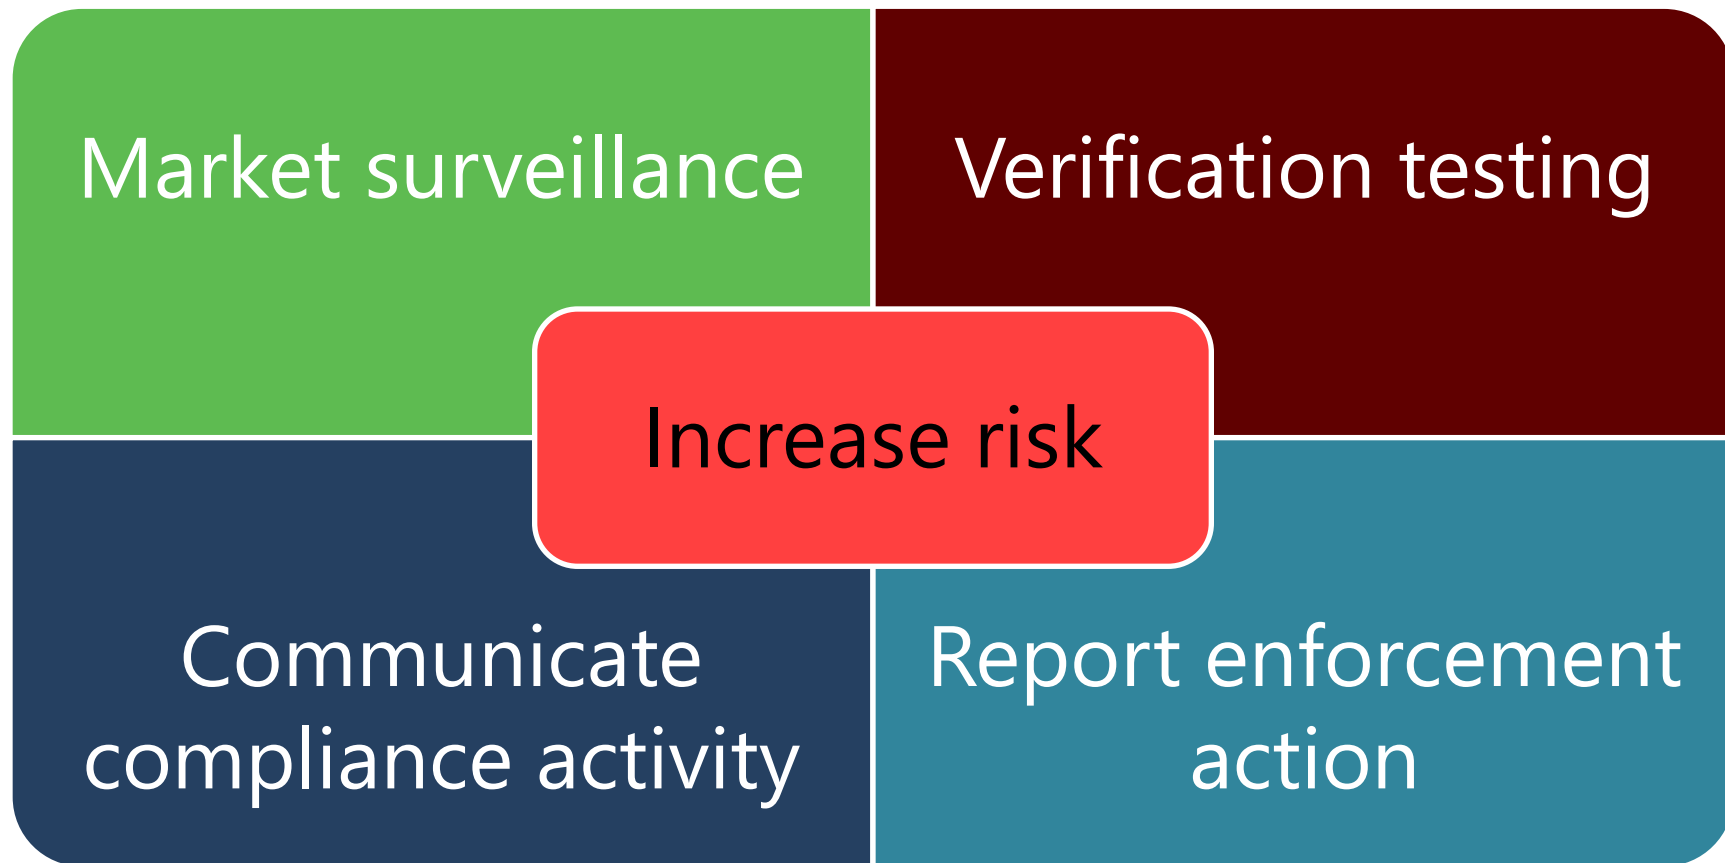 Market surveillance
Verification testing
Increase risk
Communicate
compliance activity
Report enforcement
action